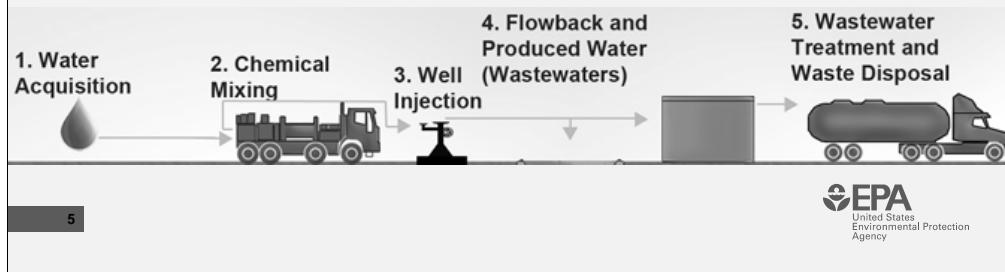 1. Water
Acquisition
2. Chemical
Mixing
3. Well
Injection
4. Flowback and
Produced Water
(Wastewaters)
5. Wastewater
Treatment and
Waste Disposal
5
EPA
United States
Environmental Protection
Agency